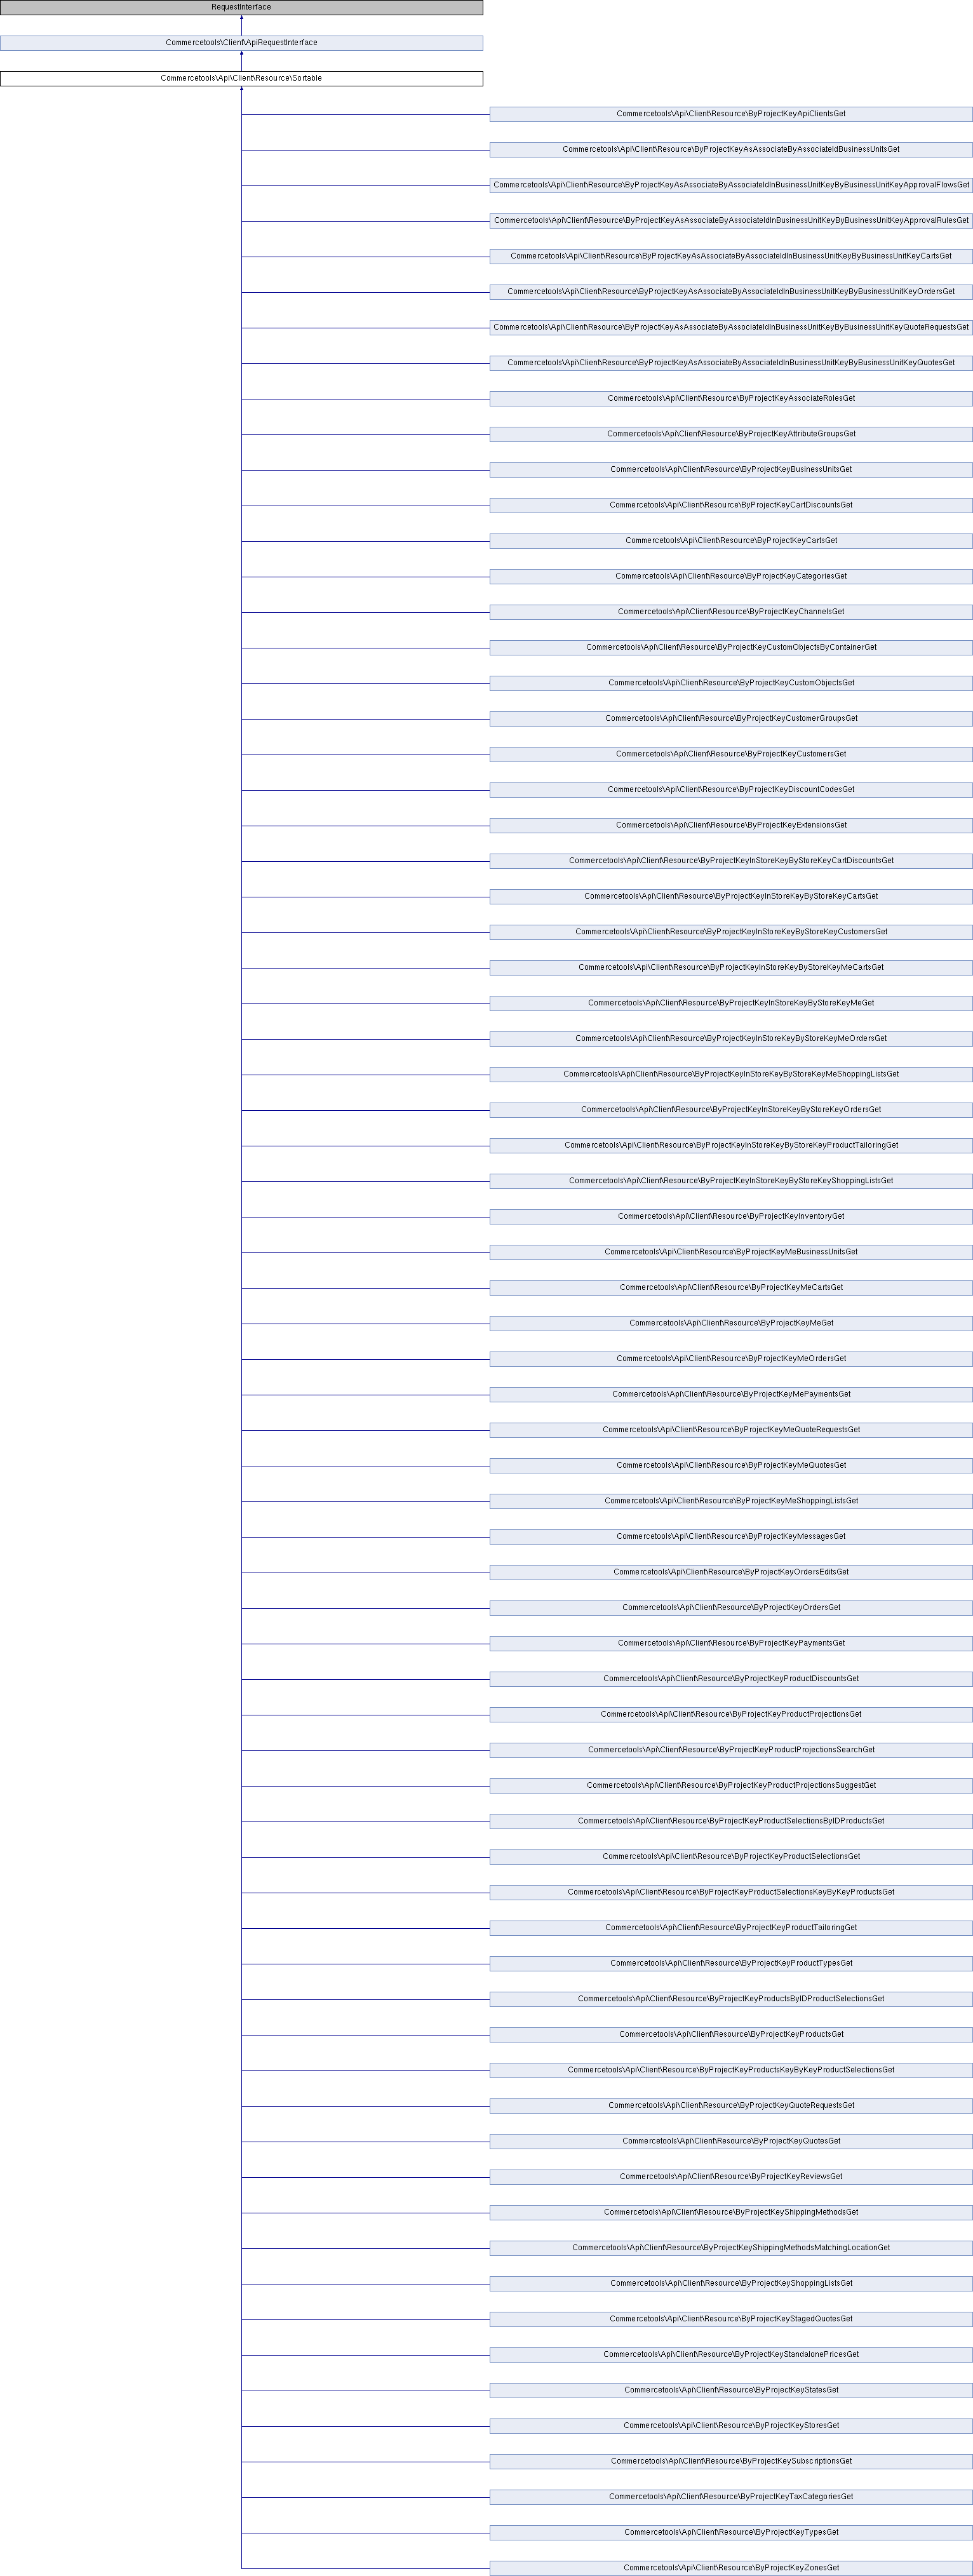 RequestInterface
Commercetools\Client\ApiRequestInterface
Commercetools\Api\Client\Resource\Sortable
Commercetools\Api\Client\Resource\ByProjectKeyApiClientsGet
Commercetools\Api\Client\Resource\ByProjectKeyAsAssociateByAssociateIdBusinessUnitsGet
Commercetools\Api\Client\Resource\ByProjectKeyAsAssociateByAssociateIdInBusinessUnitKeyByBusinessUnitKeyApprovalFlowsGet
Commercetools\Api\Client\Resource\ByProjectKeyAsAssociateByAssociateIdInBusinessUnitKeyByBusinessUnitKeyApprovalRulesGet
Commercetools\Api\Client\Resource\ByProjectKeyAsAssociateByAssociateIdInBusinessUnitKeyByBusinessUnitKeyCartsGet
Commercetools\Api\Client\Resource\ByProjectKeyAsAssociateByAssociateIdInBusinessUnitKeyByBusinessUnitKeyOrdersGet
Commercetools\Api\Client\Resource\ByProjectKeyAsAssociateByAssociateIdInBusinessUnitKeyByBusinessUnitKeyQuoteRequestsGet
Commercetools\Api\Client\Resource\ByProjectKeyAsAssociateByAssociateIdInBusinessUnitKeyByBusinessUnitKeyQuotesGet
Commercetools\Api\Client\Resource\ByProjectKeyAssociateRolesGet
Commercetools\Api\Client\Resource\ByProjectKeyAttributeGroupsGet
Commercetools\Api\Client\Resource\ByProjectKeyBusinessUnitsGet
Commercetools\Api\Client\Resource\ByProjectKeyCartDiscountsGet
Commercetools\Api\Client\Resource\ByProjectKeyCartsGet
Commercetools\Api\Client\Resource\ByProjectKeyCategoriesGet
Commercetools\Api\Client\Resource\ByProjectKeyChannelsGet
Commercetools\Api\Client\Resource\ByProjectKeyCustomObjectsByContainerGet
Commercetools\Api\Client\Resource\ByProjectKeyCustomObjectsGet
Commercetools\Api\Client\Resource\ByProjectKeyCustomerGroupsGet
Commercetools\Api\Client\Resource\ByProjectKeyCustomersGet
Commercetools\Api\Client\Resource\ByProjectKeyDiscountCodesGet
Commercetools\Api\Client\Resource\ByProjectKeyExtensionsGet
Commercetools\Api\Client\Resource\ByProjectKeyInStoreKeyByStoreKeyCartDiscountsGet
Commercetools\Api\Client\Resource\ByProjectKeyInStoreKeyByStoreKeyCartsGet
Commercetools\Api\Client\Resource\ByProjectKeyInStoreKeyByStoreKeyCustomersGet
Commercetools\Api\Client\Resource\ByProjectKeyInStoreKeyByStoreKeyMeCartsGet
Commercetools\Api\Client\Resource\ByProjectKeyInStoreKeyByStoreKeyMeGet
Commercetools\Api\Client\Resource\ByProjectKeyInStoreKeyByStoreKeyMeOrdersGet
Commercetools\Api\Client\Resource\ByProjectKeyInStoreKeyByStoreKeyMeShoppingListsGet
Commercetools\Api\Client\Resource\ByProjectKeyInStoreKeyByStoreKeyOrdersGet
Commercetools\Api\Client\Resource\ByProjectKeyInStoreKeyByStoreKeyProductTailoringGet
Commercetools\Api\Client\Resource\ByProjectKeyInStoreKeyByStoreKeyShoppingListsGet
Commercetools\Api\Client\Resource\ByProjectKeyInventoryGet
Commercetools\Api\Client\Resource\ByProjectKeyMeBusinessUnitsGet
Commercetools\Api\Client\Resource\ByProjectKeyMeCartsGet
Commercetools\Api\Client\Resource\ByProjectKeyMeGet
Commercetools\Api\Client\Resource\ByProjectKeyMeOrdersGet
Commercetools\Api\Client\Resource\ByProjectKeyMePaymentsGet
Commercetools\Api\Client\Resource\ByProjectKeyMeQuoteRequestsGet
Commercetools\Api\Client\Resource\ByProjectKeyMeQuotesGet
Commercetools\Api\Client\Resource\ByProjectKeyMeShoppingListsGet
Commercetools\Api\Client\Resource\ByProjectKeyMessagesGet
Commercetools\Api\Client\Resource\ByProjectKeyOrdersEditsGet
Commercetools\Api\Client\Resource\ByProjectKeyOrdersGet
Commercetools\Api\Client\Resource\ByProjectKeyPaymentsGet
Commercetools\Api\Client\Resource\ByProjectKeyProductDiscountsGet
Commercetools\Api\Client\Resource\ByProjectKeyProductProjectionsGet
Commercetools\Api\Client\Resource\ByProjectKeyProductProjectionsSearchGet
Commercetools\Api\Client\Resource\ByProjectKeyProductProjectionsSuggestGet
Commercetools\Api\Client\Resource\ByProjectKeyProductSelectionsByIDProductsGet
Commercetools\Api\Client\Resource\ByProjectKeyProductSelectionsGet
Commercetools\Api\Client\Resource\ByProjectKeyProductSelectionsKeyByKeyProductsGet
Commercetools\Api\Client\Resource\ByProjectKeyProductTailoringGet
Commercetools\Api\Client\Resource\ByProjectKeyProductTypesGet
Commercetools\Api\Client\Resource\ByProjectKeyProductsByIDProductSelectionsGet
Commercetools\Api\Client\Resource\ByProjectKeyProductsGet
Commercetools\Api\Client\Resource\ByProjectKeyProductsKeyByKeyProductSelectionsGet
Commercetools\Api\Client\Resource\ByProjectKeyQuoteRequestsGet
Commercetools\Api\Client\Resource\ByProjectKeyQuotesGet
Commercetools\Api\Client\Resource\ByProjectKeyReviewsGet
Commercetools\Api\Client\Resource\ByProjectKeyShippingMethodsGet
Commercetools\Api\Client\Resource\ByProjectKeyShippingMethodsMatchingLocationGet
Commercetools\Api\Client\Resource\ByProjectKeyShoppingListsGet
Commercetools\Api\Client\Resource\ByProjectKeyStagedQuotesGet
Commercetools\Api\Client\Resource\ByProjectKeyStandalonePricesGet
Commercetools\Api\Client\Resource\ByProjectKeyStatesGet
Commercetools\Api\Client\Resource\ByProjectKeyStoresGet
Commercetools\Api\Client\Resource\ByProjectKeySubscriptionsGet
Commercetools\Api\Client\Resource\ByProjectKeyTaxCategoriesGet
Commercetools\Api\Client\Resource\ByProjectKeyTypesGet
Commercetools\Api\Client\Resource\ByProjectKeyZonesGet